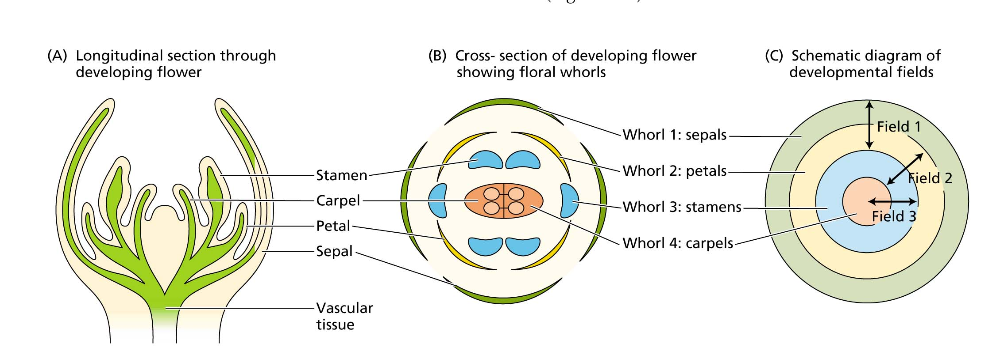 (A) Longitudinal section through
developing flower
(B) Cross- section of developing flower
showing floral whorls
(C) Schematic diagram of
developmental fields
Stamen
Carpel
Petal
Sepal
Vascular
tissue
Whorl 1: sepals
Whorl 2: petals
Whorl 3: stamens
Whorl 4: carpels
Field 1
Field 2
Field 3